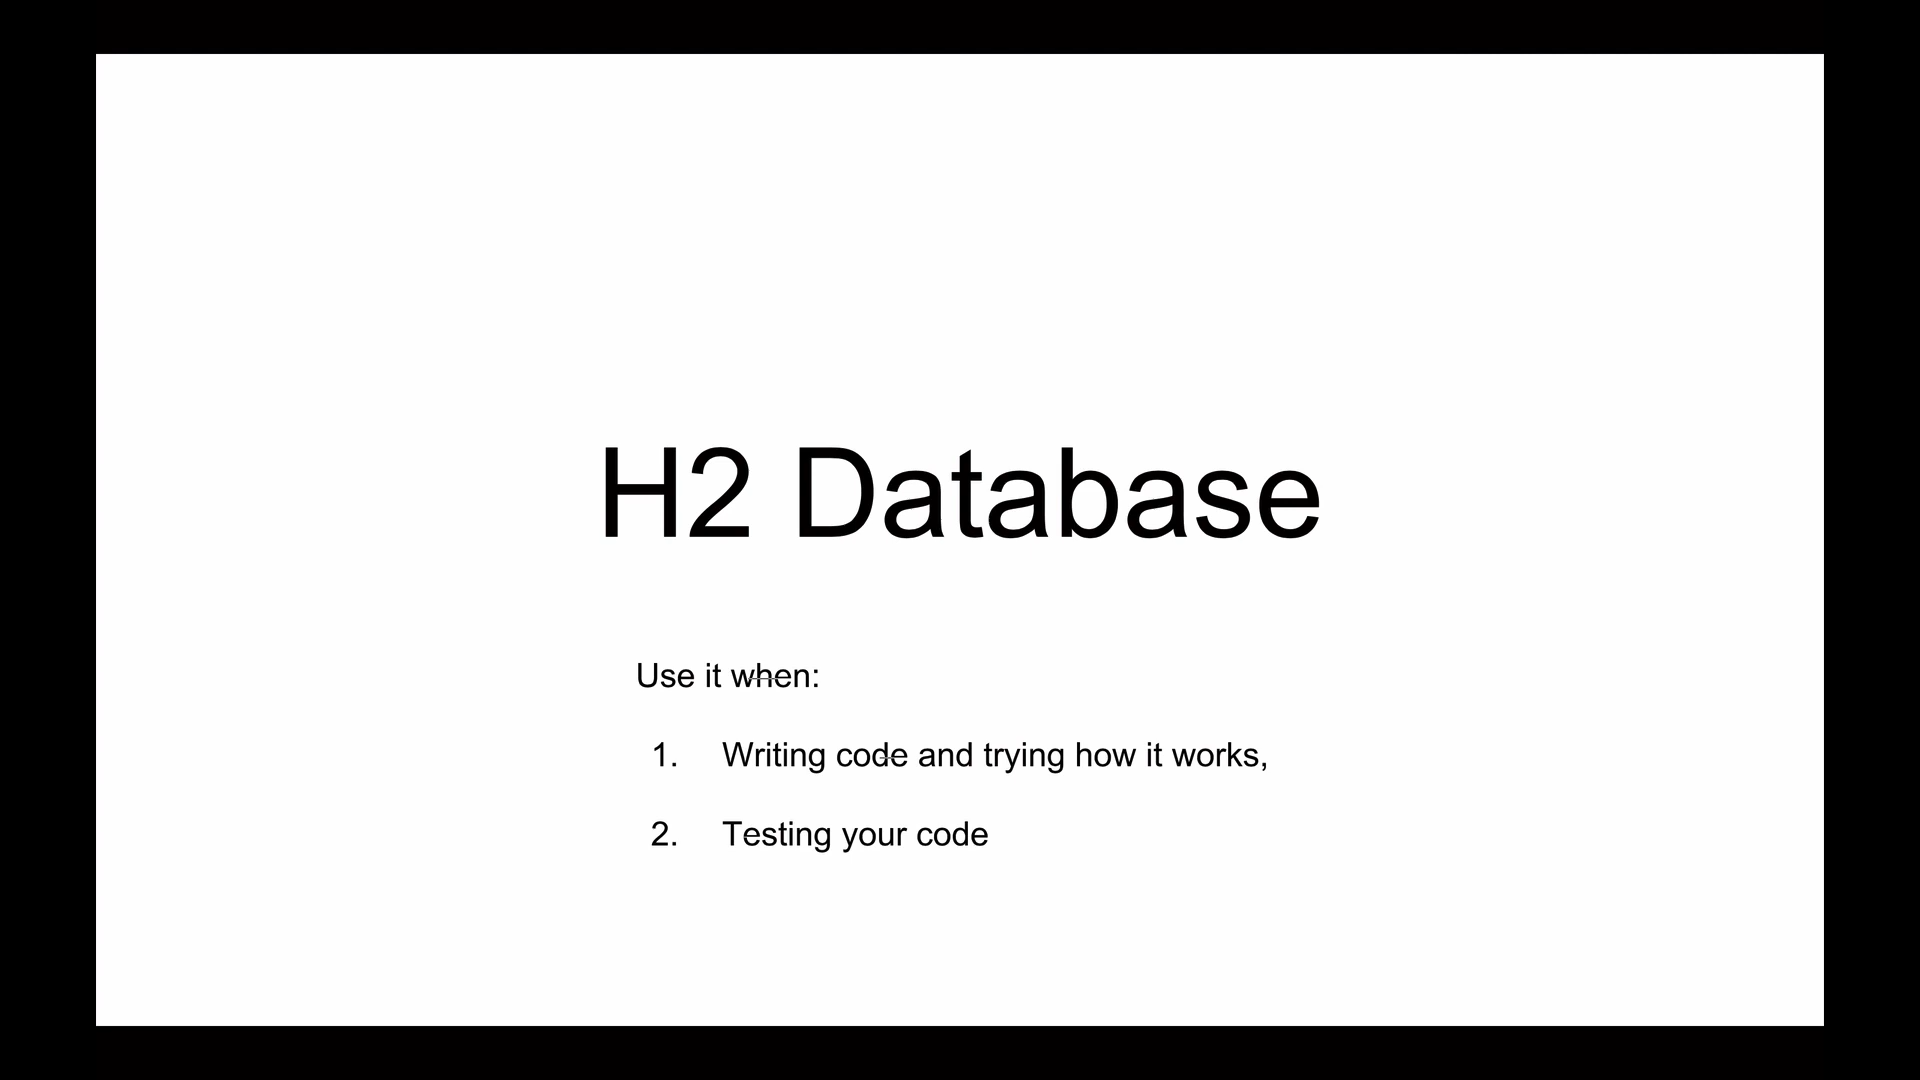 H2 Database
Use it when:
1. Writing code and trying how it works,
2. Testing your code